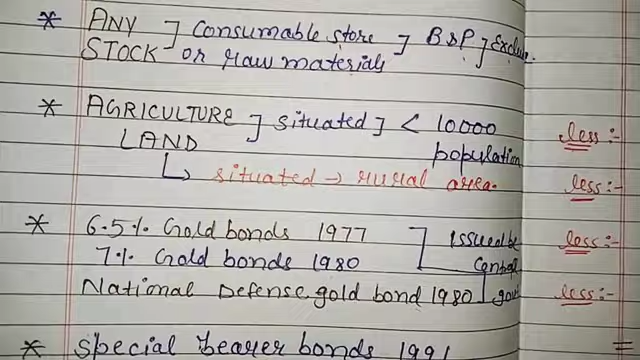 * ANY ] Consumable store ] B&P ] Exclu.
STOCK or raw materials
* AGRICULTURE ] situated ] < 10000 less :-
LAND population
↳ situated → rural area. less :-
* 6.5% Gold bonds 1977 ] issued by less :-
7% Gold bonds 1980 central
National Defense gold bond 1980 govt less :-
* special bearer bonds 1991 =